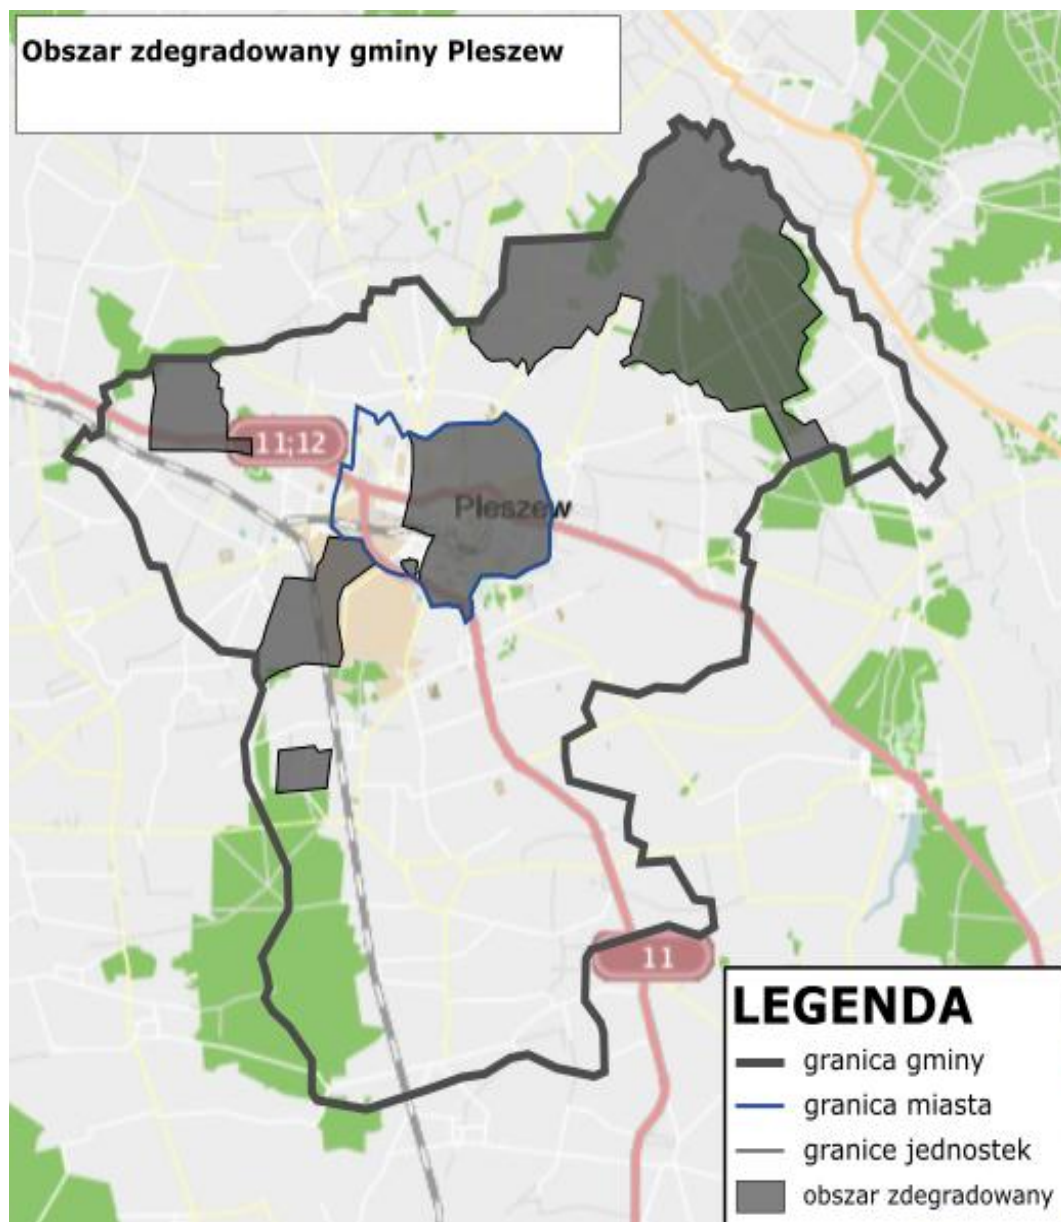 Obszar zdegradowany gminy Pleszew
11;12
Pleszew
11
LEGENDA
granica gminy
granica miasta
granice jednostek
obszar zdegradowany